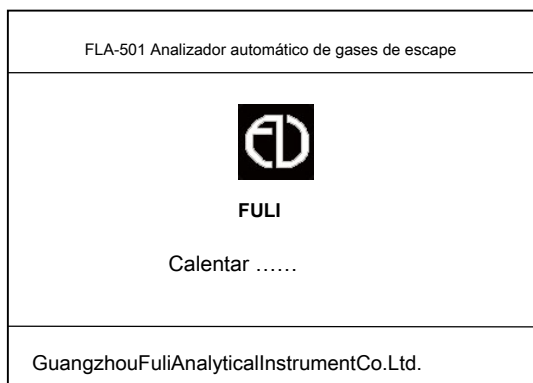 FLA-501 Analizador automático de gases de escape
FULI
Calentar ......
GuangzhouFuliAnalyticalInstrumentCo.Ltd.